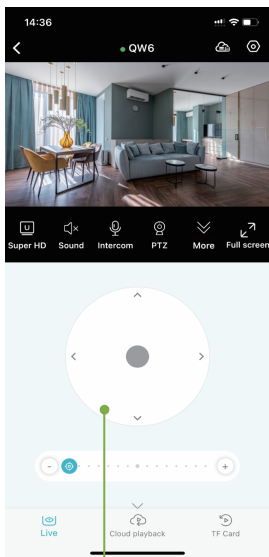 14:36
QW6
U
Super HD Sound Intercom PTZ More Full screen
- +
Live Cloud playback TF Card